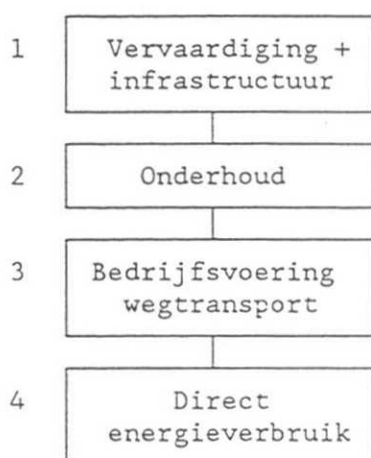 1 Vervaardiging +
infrastructuur
2 Onderhoud
3 Bedrijfsvoering
wegtransport
4 Direct
energieverbruik